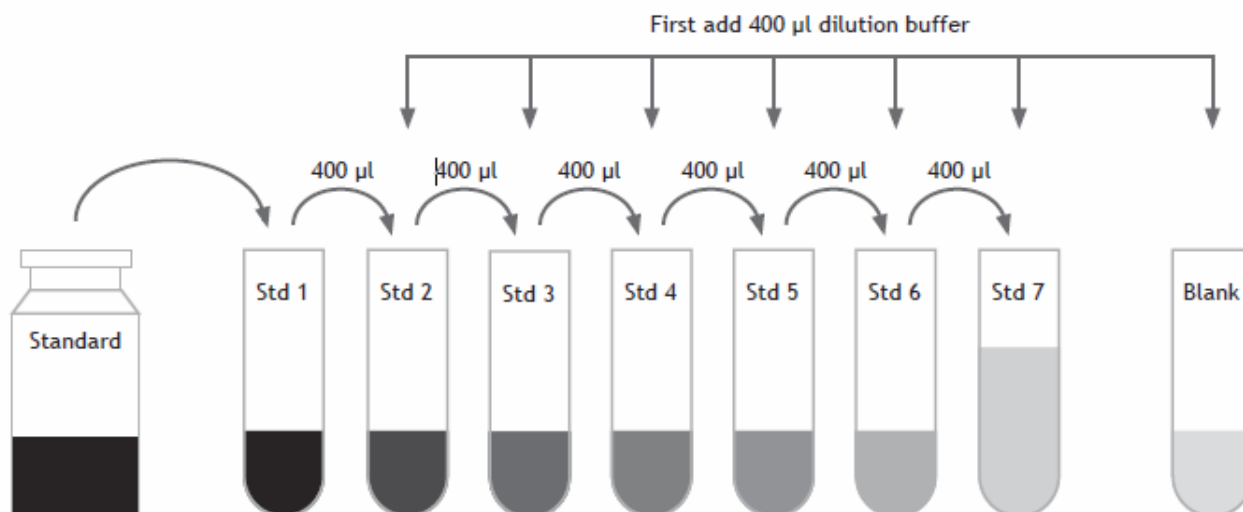 First add 400 µl dilution buffer
400 µl 400 µl 400 µl 400 µl 400 µl 400 µl
Std 1 Std 2 Std 3 Std 4 Std 5 Std 6 Std 7 Blank
Standard